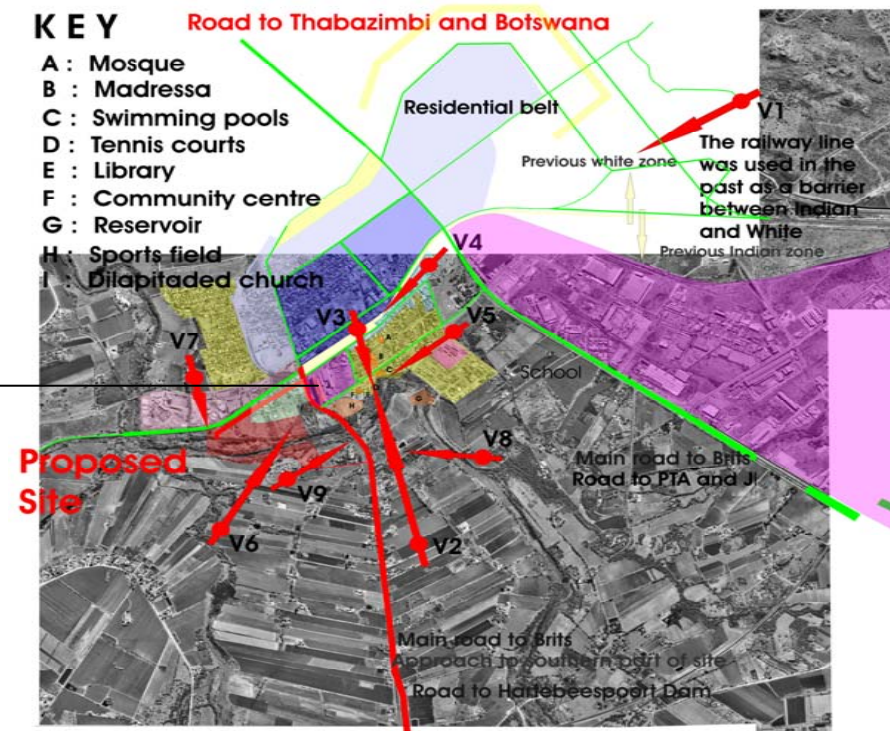 KEY
A : Mosque
B : Madressa
C : Swimming pools
D : Tennis courts
E : Library
F : Community centre
G : Reservoir
H : Sports field
I : Dilapitaded church
Road to Thabazimbi and Botswana
Residential belt
V1
The railway line
was used in the
past as a barrier
between Indian
and White
Previous white zone
Previous Indian zone
V4
V3
V5
V7
A
B
C
D
F
H
G
School
V8
Main road to Brits
Road to PTA and J
Proposed
Site
V9
V6
V2
Main road to Brits
Approach to southern part of site
Road to Hartebeespoort Dam